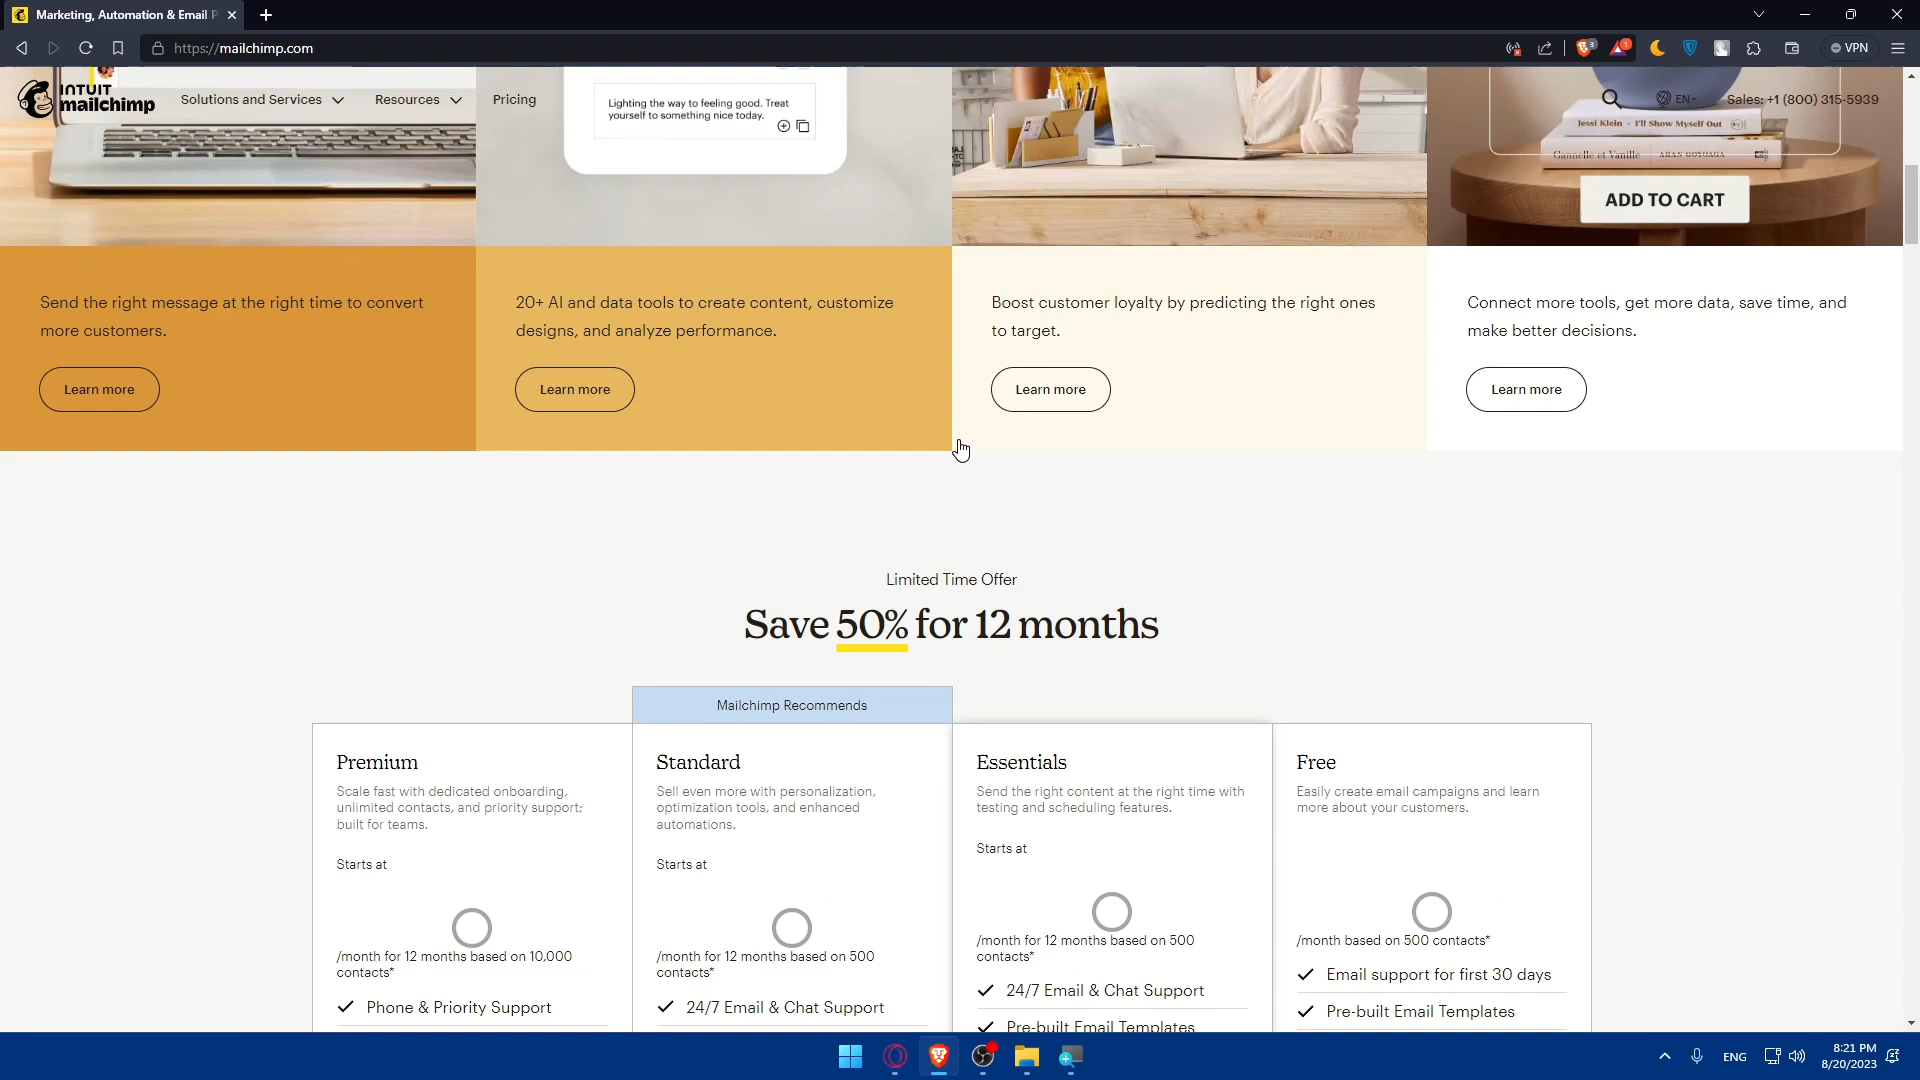 Marketing, Automation & Email P
https://mailchimp.com
VPN
INTUIT
mailchimp
Solutions and Services
Resources
Pricing
EN
Sales: +1 (800) 315-5939
Lighting the way to feeling good. Treat
yourself to something nice today.
Jessi Klein • I'll Show Myself Out
Gannelle et Vanille
ADD TO CART
Send the right message at the right time to convert
more customers.
Learn more
20+ AI and data tools to create content, customize
designs, and analyze performance.
Learn more
Boost customer loyalty by predicting the right ones
to target.
Learn more
Connect more tools, get more data, save time, and
make better decisions.
Learn more
Limited Time Offer
Save 50% for 12 months
Mailchimp Recommends
Premium
Scale fast with dedicated onboarding,
unlimited contacts, and priority support;
built for teams.
Starts at
/month for 12 months based on 10,000
contacts*
Phone & Priority Support
Standard
Sell even more with personalization,
optimization tools, and enhanced
automations.
Starts at
/month for 12 months based on 500
contacts*
24/7 Email & Chat Support
Essentials
Send the right content at the right time with
testing and scheduling features.
Starts at
/month for 12 months based on 500
contacts*
24/7 Email & Chat Support
Pre-built Email Templates
Free
Easily create email campaigns and learn
more about your customers.
/month based on 500 contacts*
Email support for first 30 days
Pre-built Email Templates
ENG
8:21 PM
8/20/2023